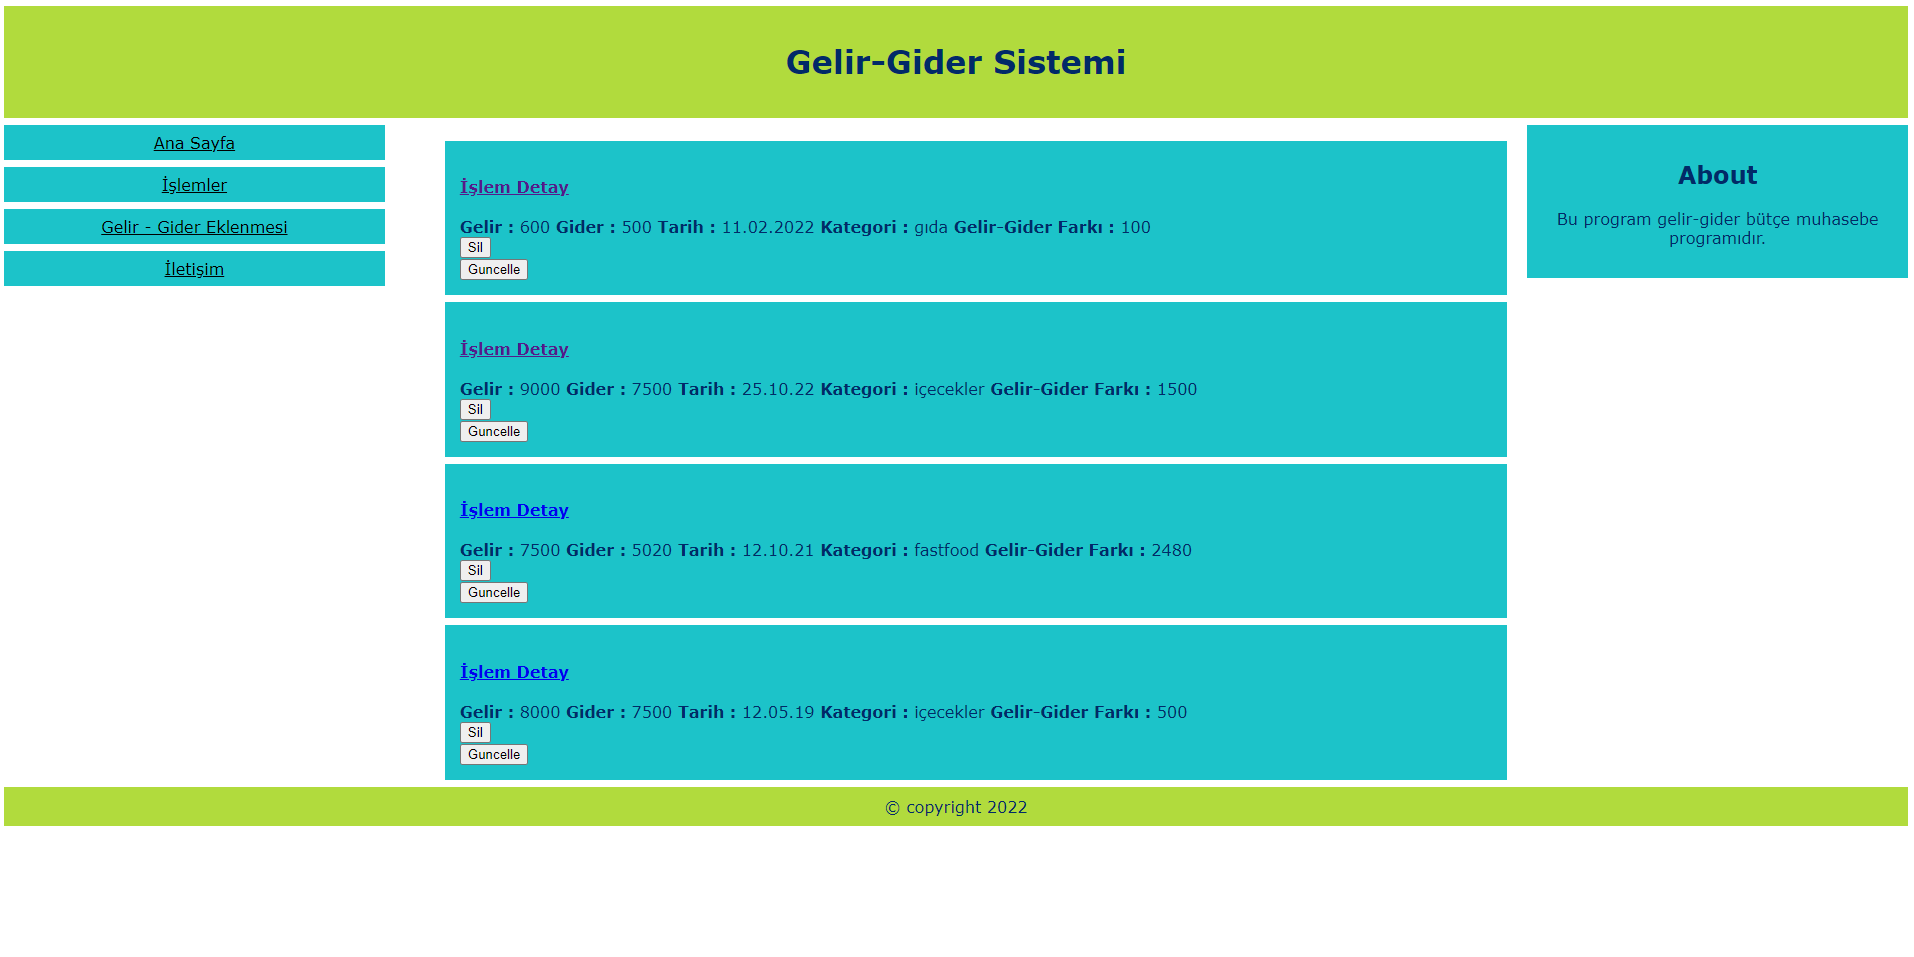 Gelir-Gider Sistemi
Ana Sayfa
İşlemler
Gelir - Gider Eklenmesi
İletişim
İşlem Detay
Gelir : 600 Gider : 500 Tarih : 11.02.2022 Kategori : gıda Gelir-Gider Farkı : 100
Sil
Guncelle
İşlem Detay
Gelir : 9000 Gider : 7500 Tarih : 25.10.22 Kategori : içecekler Gelir-Gider Farkı : 1500
Sil
Guncelle
İşlem Detay
Gelir : 7500 Gider : 5020 Tarih : 12.10.21 Kategori : fastfood Gelir-Gider Farkı : 2480
Sil
Guncelle
İşlem Detay
Gelir : 8000 Gider : 7500 Tarih : 12.05.19 Kategori : içecekler Gelir-Gider Farkı : 500
Sil
Guncelle
About
Bu program gelir-gider bütçe muhasebe
programıdır.
© copyright 2022